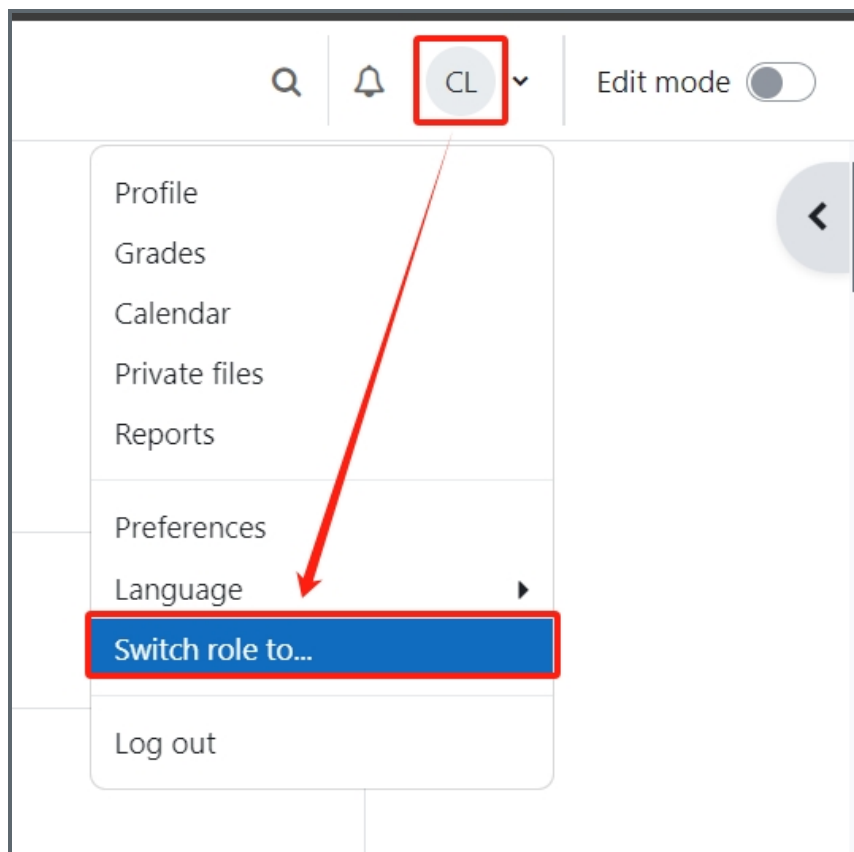 CL Edit mode
Profile
Grades
Calendar
Private files
Reports
Preferences
Language
Switch role to...
Log out